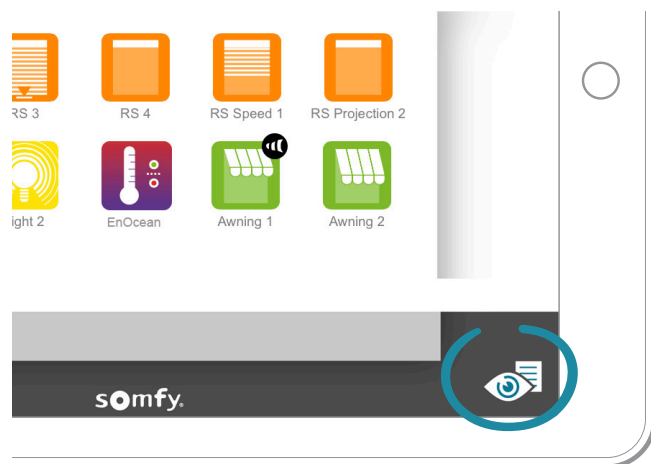 RS 3 RS 4 RS Speed 1 RS Projection 2
ight 2 EnOcean Awning 1 Awning 2
somfy.